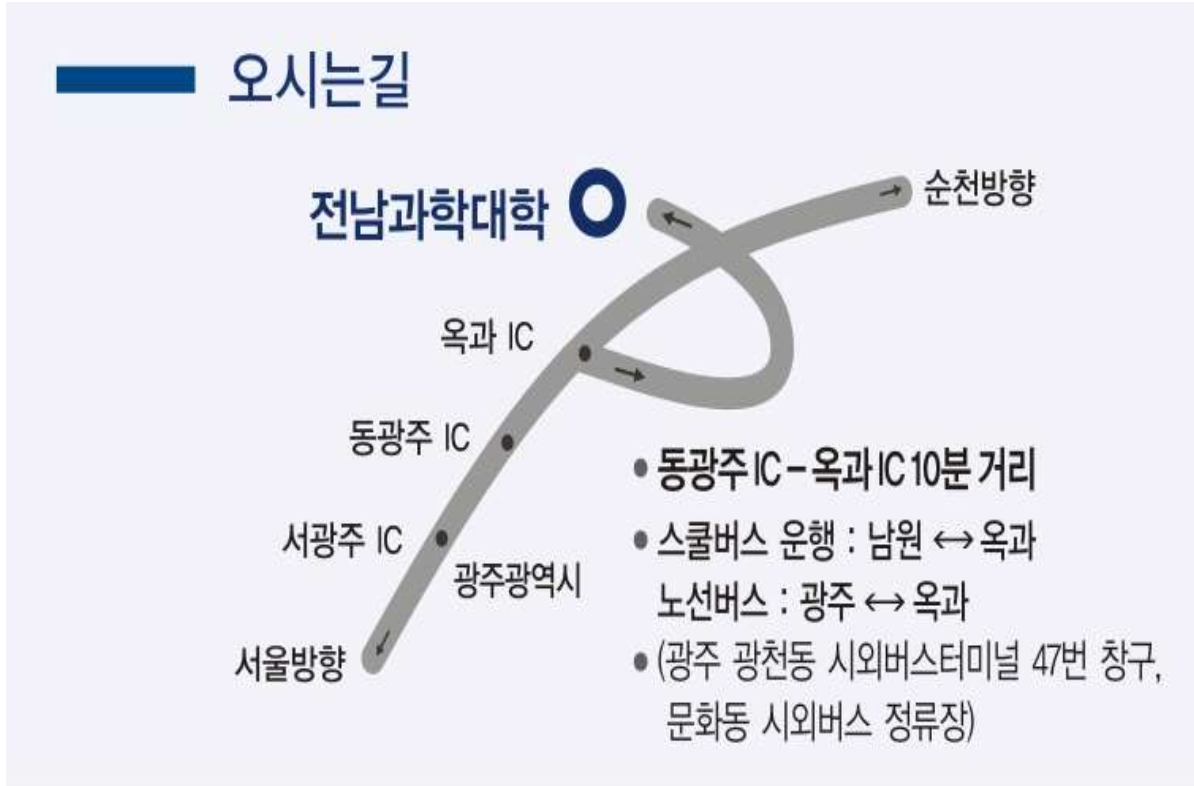 오시는길
전남과학대학
순천방향
옥과 IC
동광주 IC
서광주 IC
광주광역시
서울방향
• 동광주 IC – 옥과 IC 10분 거리
• 스쿨버스 운행 : 남원 ↔ 옥과
노선버스 : 광주 ↔ 옥과
• (광주 광천동 시외버스터미널 47번 창구,
문화동 시외버스 정류장)